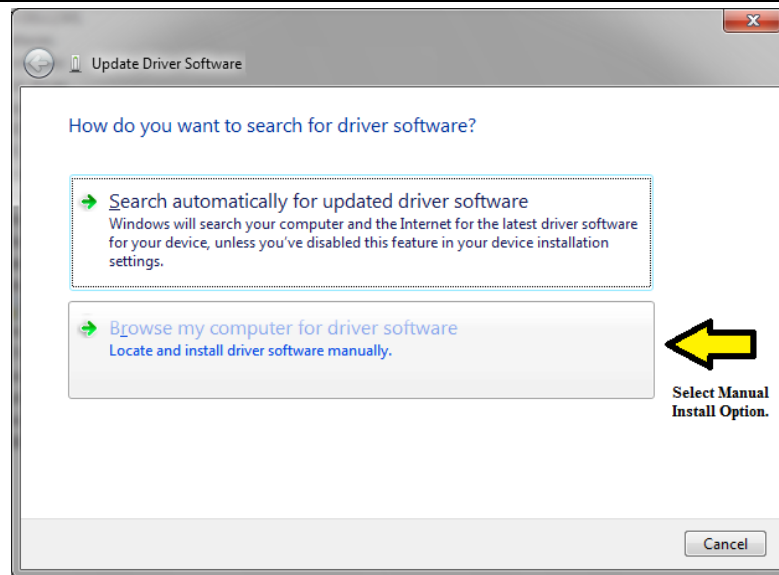 Update Driver Software
How do you want to search for driver software?
Search automatically for updated driver software
Windows will search your computer and the Internet for the latest driver software
for your device, unless you've disabled this feature in your device installation
settings.
Browse my computer for driver software
Locate and install driver software manually.
Select Manual
Install Option.
Cancel